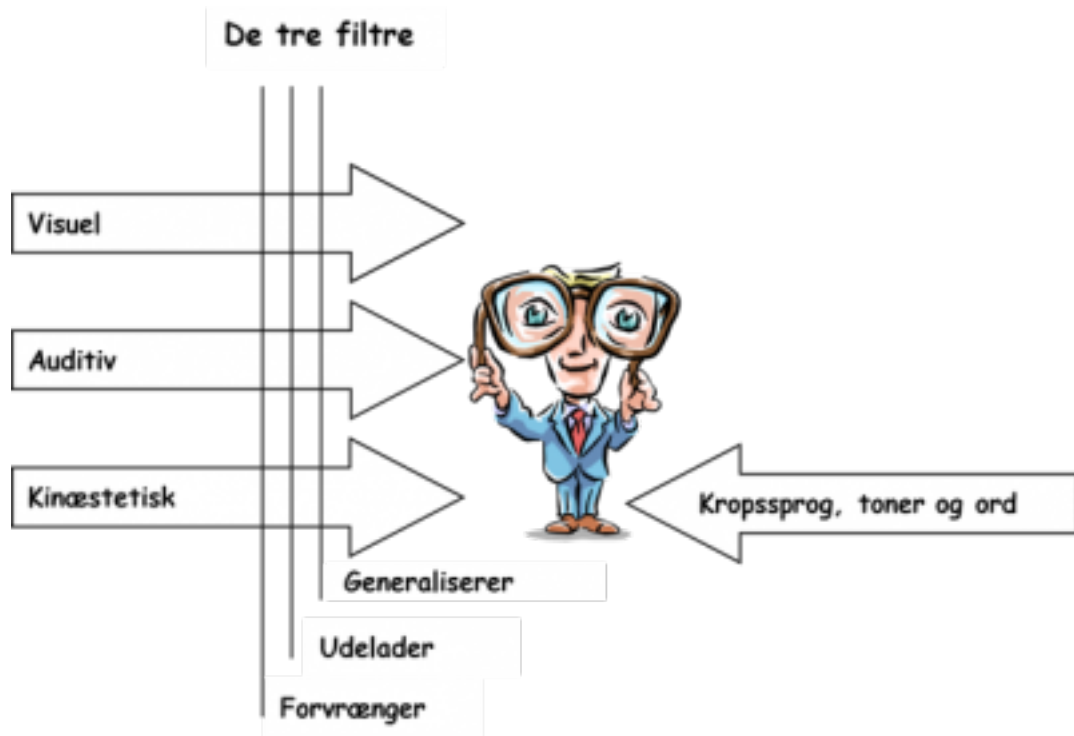 De tre filtre
Visuel
Auditiv
Kinæstetisk
Kropssprog, toner og ord
Generaliserer
Udelader
Forvrænger